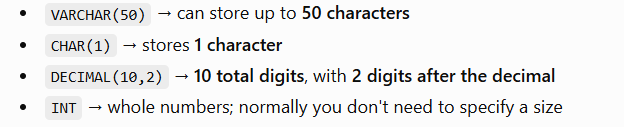 • VARCHAR(50) → can store up to 50 characters
• CHAR(1) → stores 1 character
• DECIMAL(10,2) → 10 total digits, with 2 digits after the decimal
• INT → whole numbers; normally you don't need to specify a size